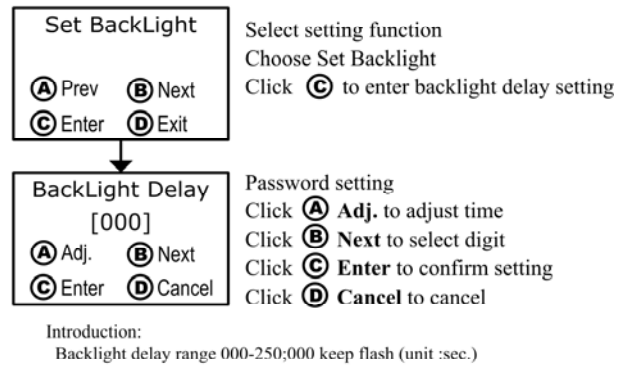 Set BackLight
Ⓐ Prev Ⓑ Next
Ⓒ Enter Ⓓ Exit
Select setting function
Choose Set Backlight
Click Ⓒ to enter backlight delay setting
BackLight Delay
[000]
Ⓐ Adj. Ⓑ Next
Ⓒ Enter Ⓓ Cancel
Password setting
Click Ⓐ Adj. to adjust time
Click Ⓑ Next to select digit
Click Ⓒ Enter to confirm setting
Click Ⓓ Cancel to cancel
Introduction:
Backlight delay range 000-250;000 keep flash (unit :sec.)